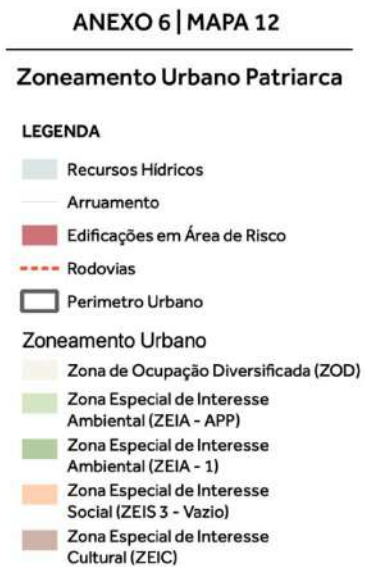 ANEXO 6 | MAPA 12
Zoneamento Urbano Patriarca
LEGENDA
Recursos Hídricos
Arruamento
Edificações em Área de Risco
Rodovias
Perimetro Urbano
Zoneamento Urbano
Zona de Ocupação Diversificada (ZOD)
Zona Especial de Interesse
Ambiental (ZEIA - APP)
Zona Especial de Interesse
Ambiental (ZEIA - 1)
Zona Especial de Interesse
Social (ZEIS 3 - Vazio)
Zona Especial de Interesse
Cultural (ZEIC)